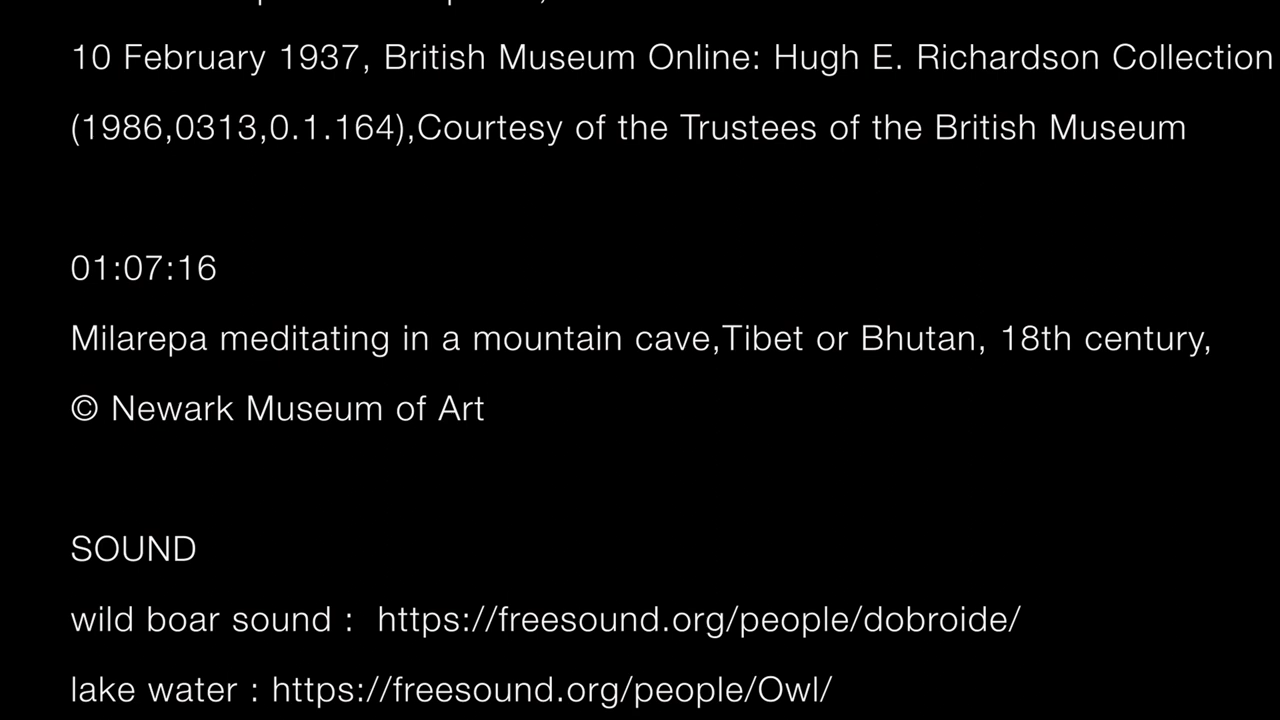 10 February 1937, British Museum Online: Hugh E. Richardson Collection
(1986,0313,0.1.164),Courtesy of the Trustees of the British Museum
01:07:16
Milarepa meditating in a mountain cave,Tibet or Bhutan, 18th century,
© Newark Museum of Art
SOUND
wild boar sound :  https://freesound.org/people/dobroide/
lake water : https://freesound.org/people/Owl/